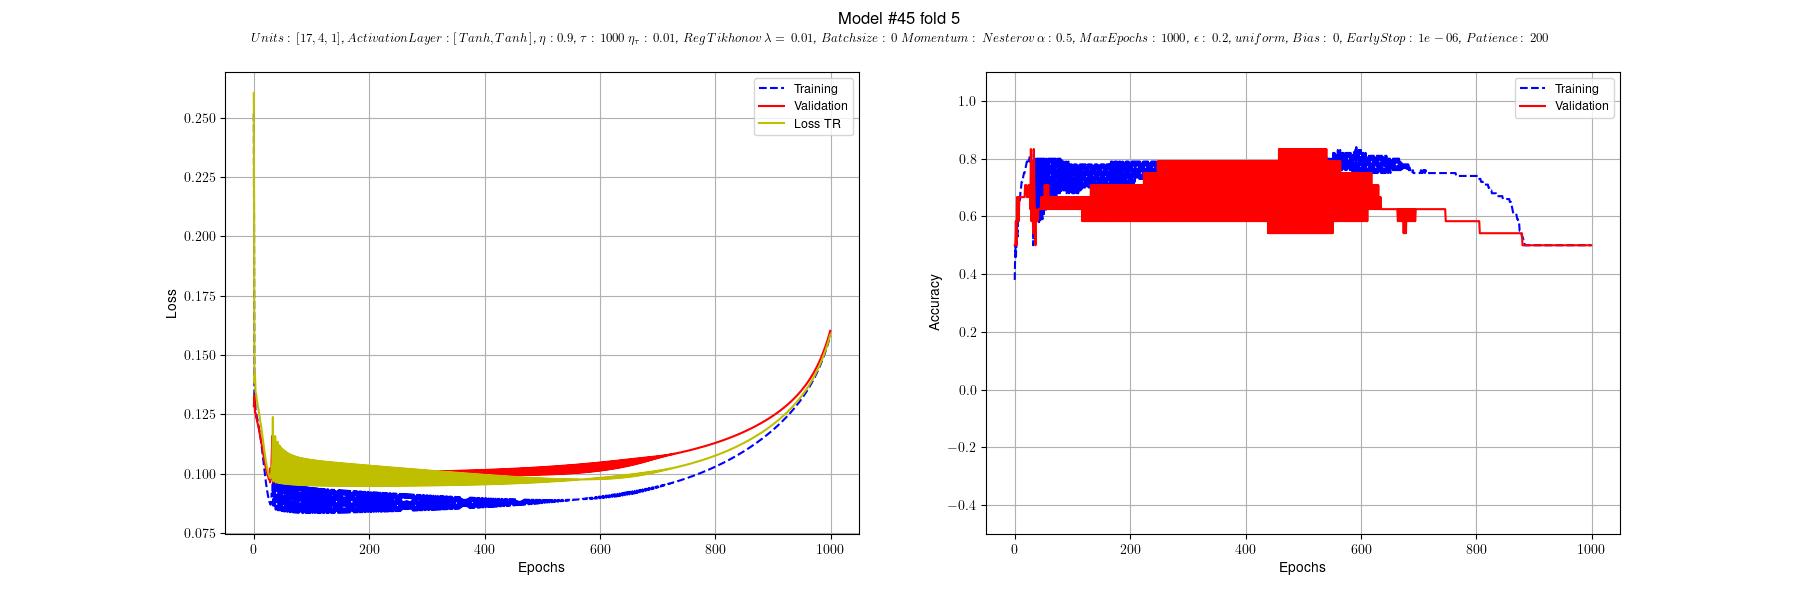 Model #45 fold 5
Units : [17, 4, 1], ActivationLayer : [Tanh, Tanh], η : 0.9, τ : 1000 ητ : 0.01, RegTikhonov λ = 0.01, Batchsize : 0 Momentum : Nesterov α : 0.5, MaxEpochs : 1000, ϵ : 0.2, uniform, Bias : 0, EarlyStop : 1e − 06, Patience : 200
Training
Validation
Loss TR
0.250
0.225
0.200
0.175
0.150
0.125
0.100
0.075
Loss
0 200 400 600 800 1000
Epochs
Training
Validation
1.0
0.8
0.6
0.4
0.2
0.0
−0.2
−0.4
Accuracy
0 200 400 600 800 1000
Epochs